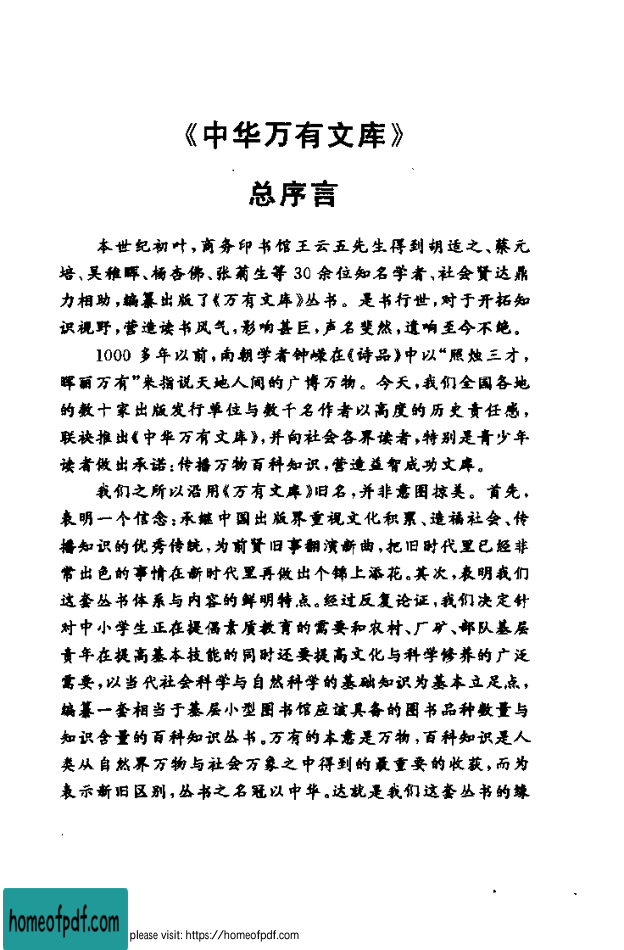 《中华万有文库》
总序言
本世纪初叶,商务印书馆王云五先生得到胡适之、蔡元
培、吴稚晖、杨杏佛、张菊生等 30 余位知名学者、社会贤达鼎
力相助,编纂出版了《万有文库》丛书。是书行世,对于开拓知
识视野,营造读书风气,影响甚巨,声名斐然,遗响至今不绝。
1000 多年以前,南朝学者钟嵘在《诗品》中以“照烛三才,
晖丽万有”来指说天地人间的广博万物。今天,我们全国各地
的数十家出版发行单位与数千名作者以高度的历史责任感,
联袂推出《中华万有文库》,并向社会各界读者,特别是青少年
读者做出承诺:传播万物百科知识,营造益智成功文库。
我们之所以沿用《万有文库》旧名,并非意图掠美。首先,
表明一个信念:承继中国出版界重视文化积累、造福社会、传
播知识的优秀传统,为前贤旧事翻演新曲,把旧时代里已经非
常出色的事情在新时代里再做出个锦上添花。其次,表明我们
这套丛书体系与内容的鲜明特点。经过反复论证,我们决定针
对中小学生正在提倡素质教育的需要和农村、厂矿、部队基层
青年在提高基本技能的同时还要提高文化与科学修养的广泛
需要,以当代社会科学与自然科学的基础知识为基本立足点,
编纂一套相当于基层小型图书馆应该具备的图书品种数量与
知识含量的百科知识丛书。万有的本意是万物,百科知识是人
类从自然界万物与社会万象之中得到的最重要的收获,而为
表示新旧区别,丛书之名冠以中华。这就是我们这套丛书的缘
homeofpdf.com
please visit: https://homeofpdf.com